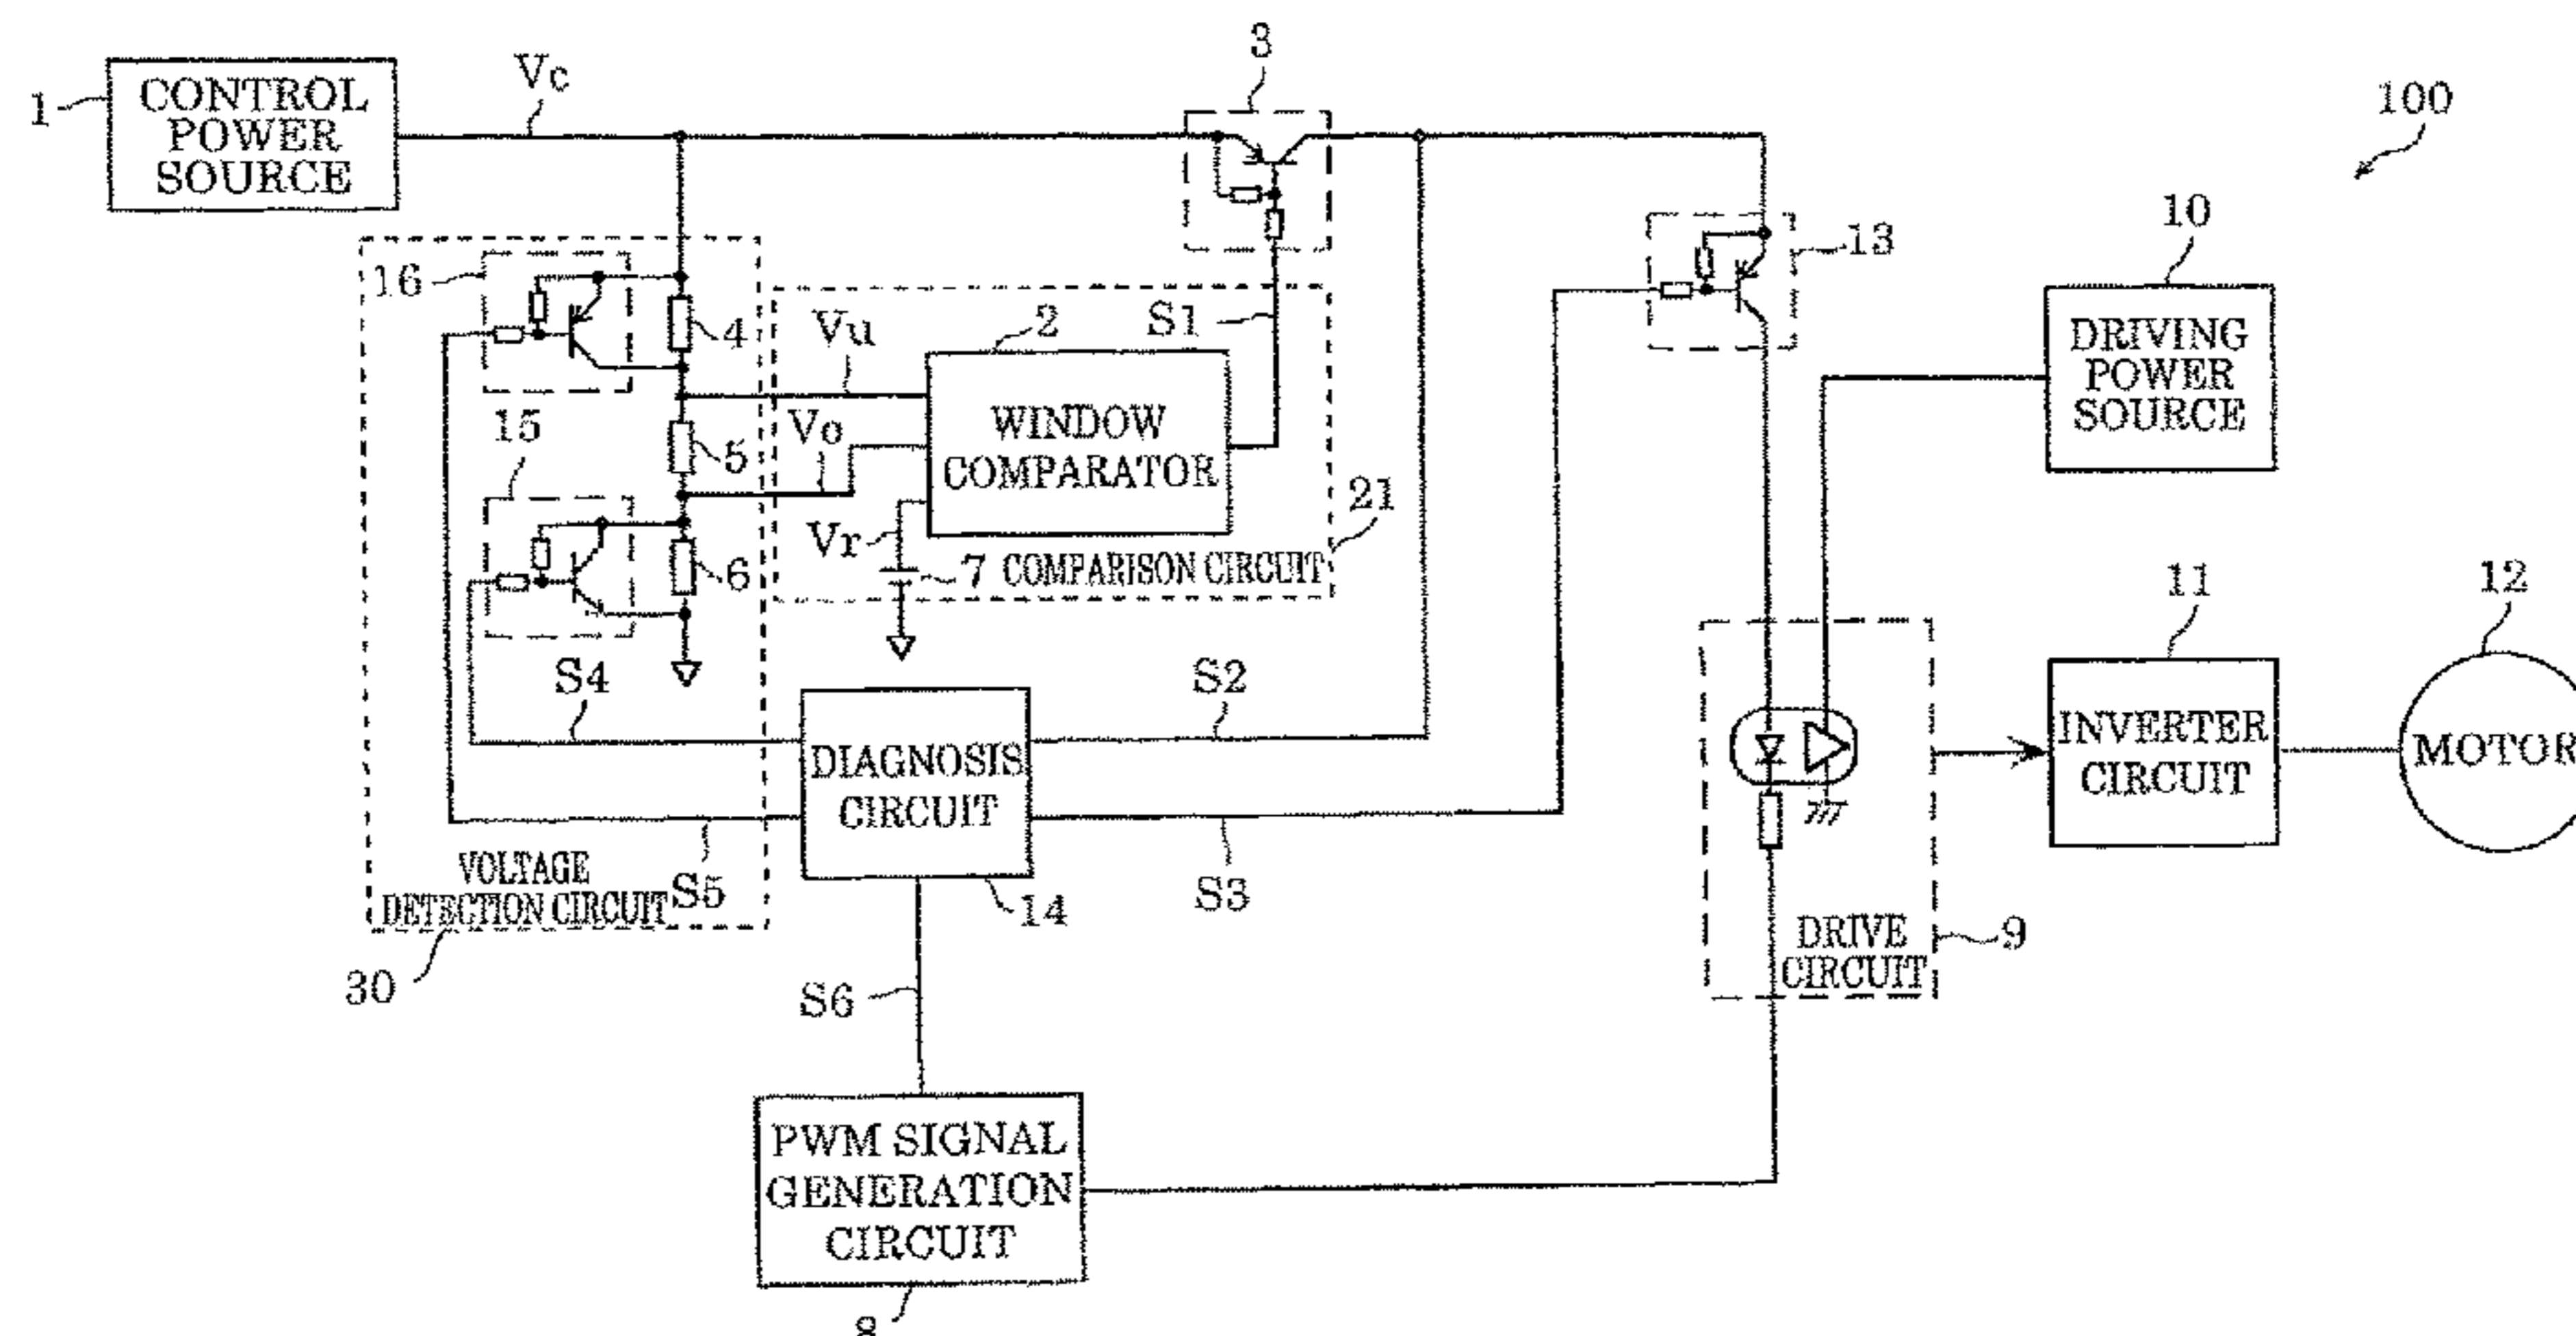 3
Vc
1
CONTROL
POWER
SOURCE
100
10
13
16
4
Vu
2
S1
DRIVING
POWER
SOURCE
15
Vo
5
WINDOW
COMPARATOR
21
Vr
6
7 COMPARISON CIRCUIT
11
12
S4
S2
DIAGNOSIS
CIRCUIT
INVERTER
CIRCUIT
MOTOR
VOLTAGE
DETECTION CIRCUIT
S5
14
S3
DRIVE
CIRCUIT
9
30
S6
PWM SIGNAL
GENERATION
CIRCUIT
8